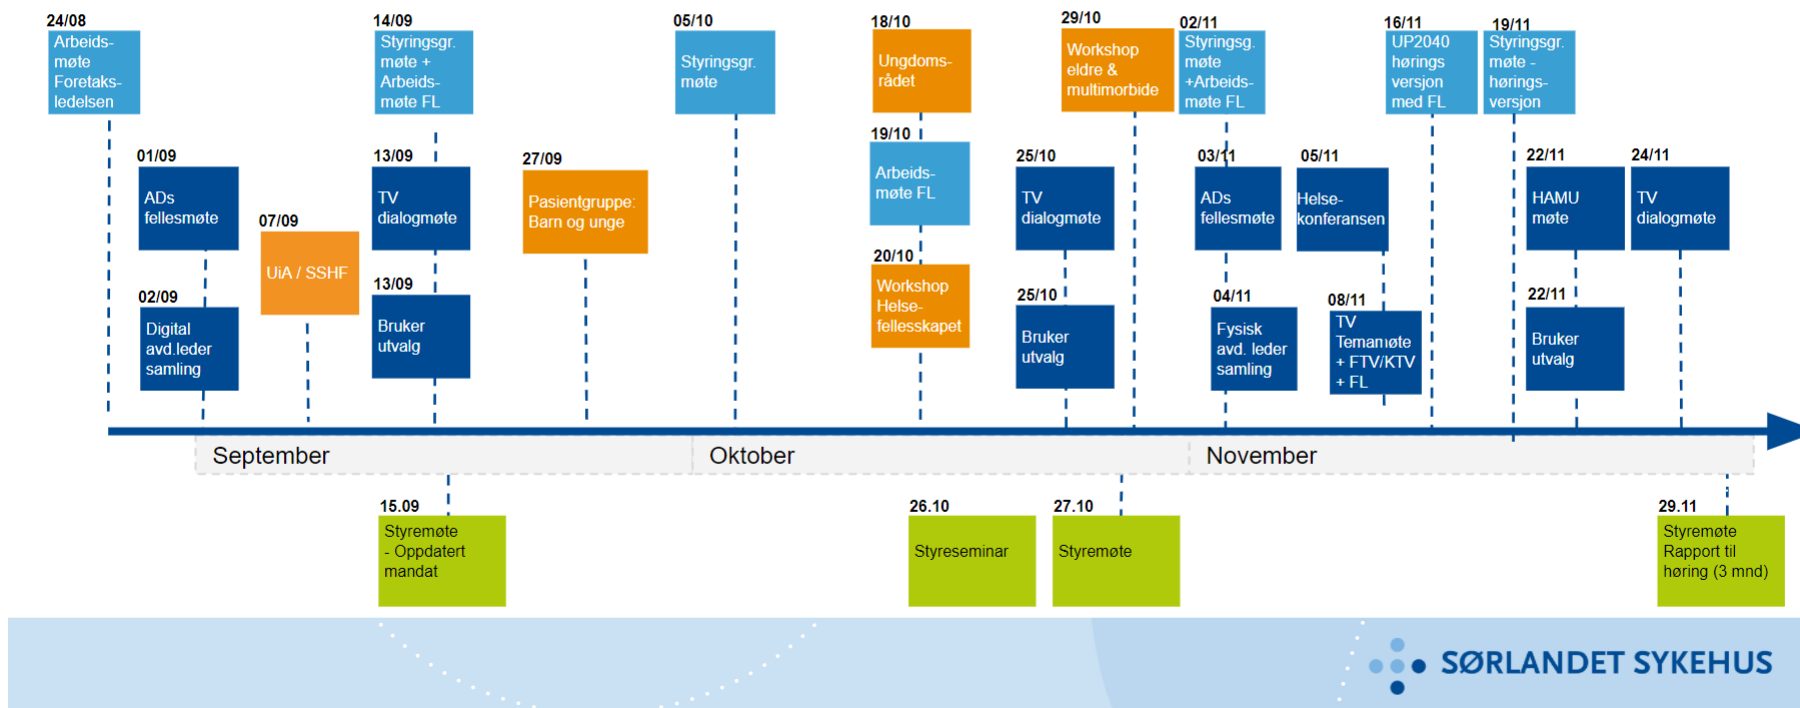 24/08
Arbeids-
møte
Foretaks-
ledelsen
14/09
Styringsgr.
møte +
Arbeids-
møte FL
05/10
Styringsgr.
møte
18/10
Ungdoms-
rådet
29/10
Workshop
eldre &
multimorbide
02/11
Styringsg.
møte
+Arbeids-
møte FL
16/11
UP2040
hørings
versjon
med FL
19/11
Styringsgr.
møte -
hørings-
versjon
01/09
ADs
fellesmøte
07/09
UiA / SSHF
13/09
TV
dialogmøte
27/09
Pasientgruppe:
Barn og unge
19/10
Arbeids-
møte FL
25/10
TV
dialogmøte
03/11
ADs
fellesmøte
05/11
Helse-
konferansen
22/11
HAMU
møte
24/11
TV
dialogmøte
02/09
Digital
avd.leder
samling
13/09
Bruker
utvalg
20/10
Workshop
Helse-
fellesskapet
25/10
Bruker
utvalg
04/11
Fysisk
avd. leder
samling
08/11
TV
Temamøte
+ FTV/KTV
+ FL
22/11
Bruker
utvalg
September
Oktober
November
15.09
Styremøte
- Oppdatert
mandat
26.10
Styreseminar
27.10
Styremøte
29.11
Styremøte
Rapport til
høring (3 mnd)
SØRLANDET SYKEHUS